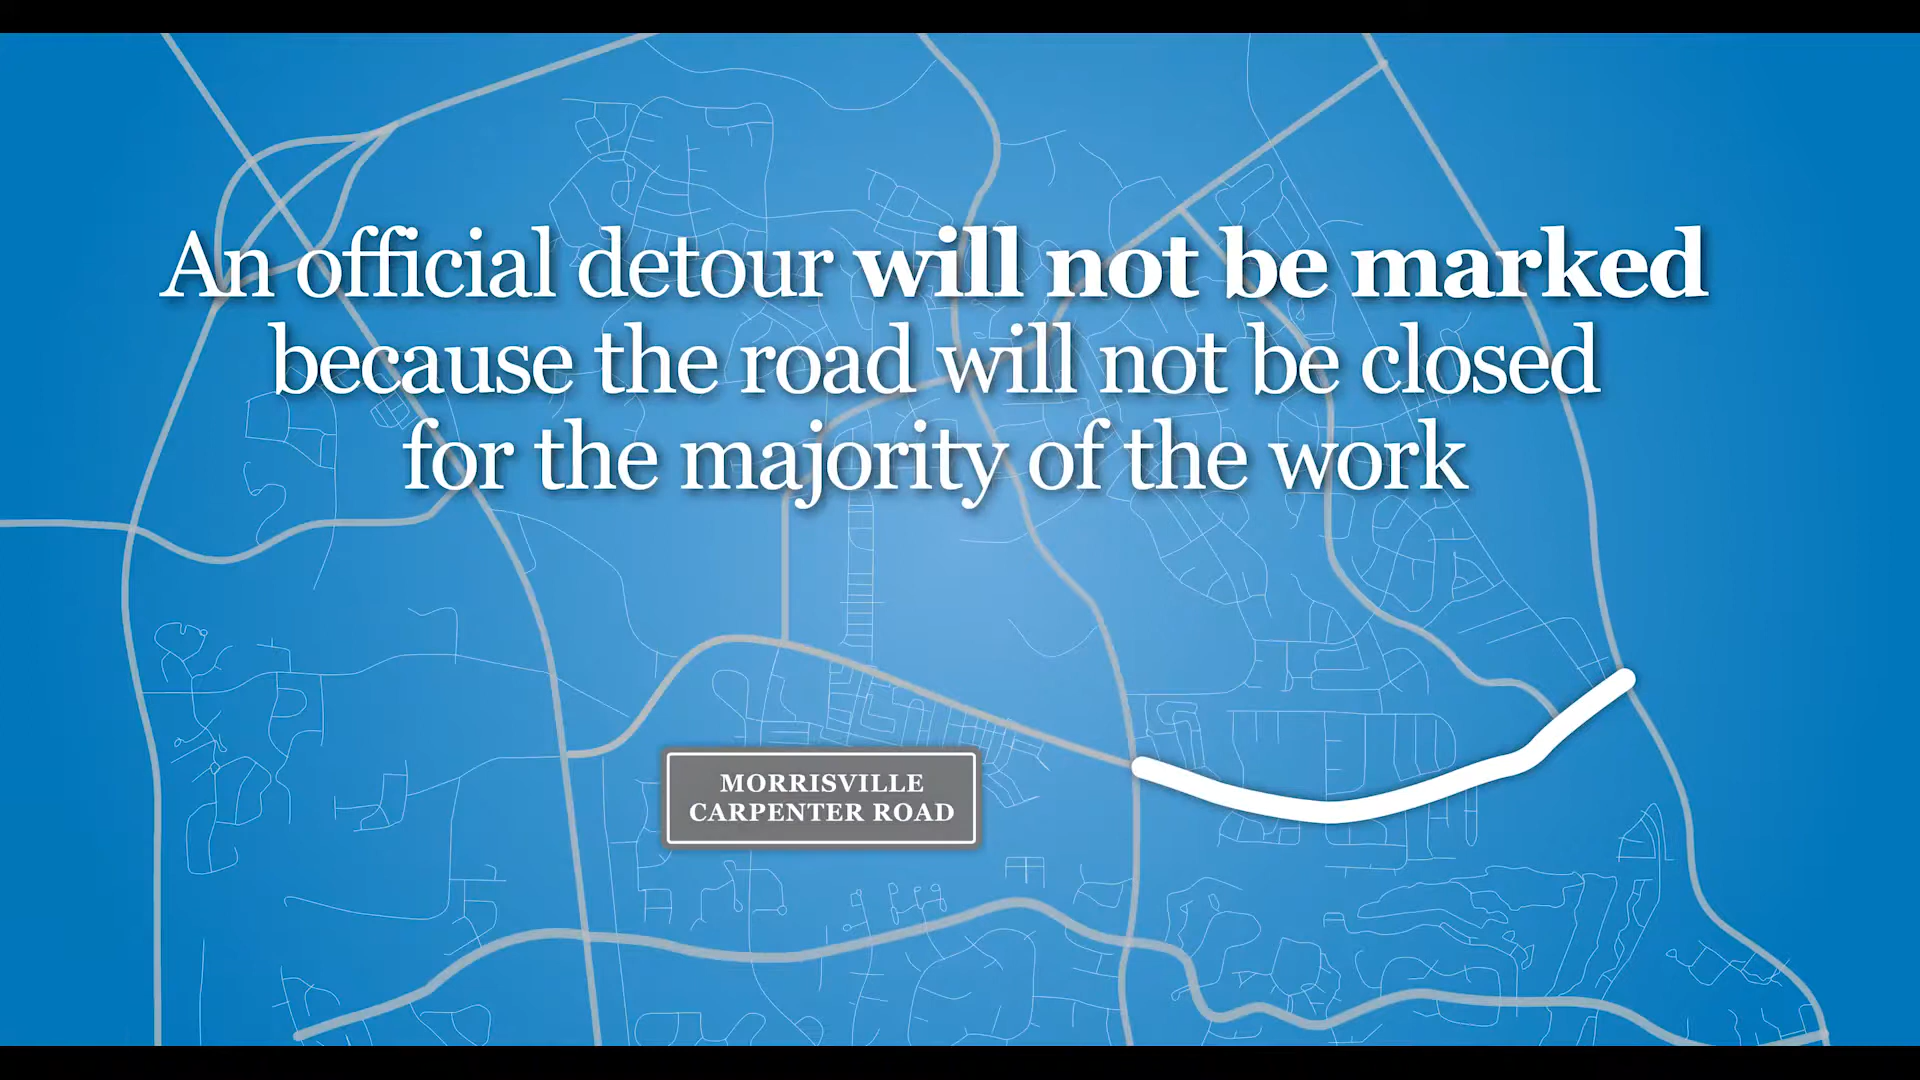 An official detour will not be marked
because the road will not be closed
for the majority of the work
MORRISVILLE
CARPENTER ROAD